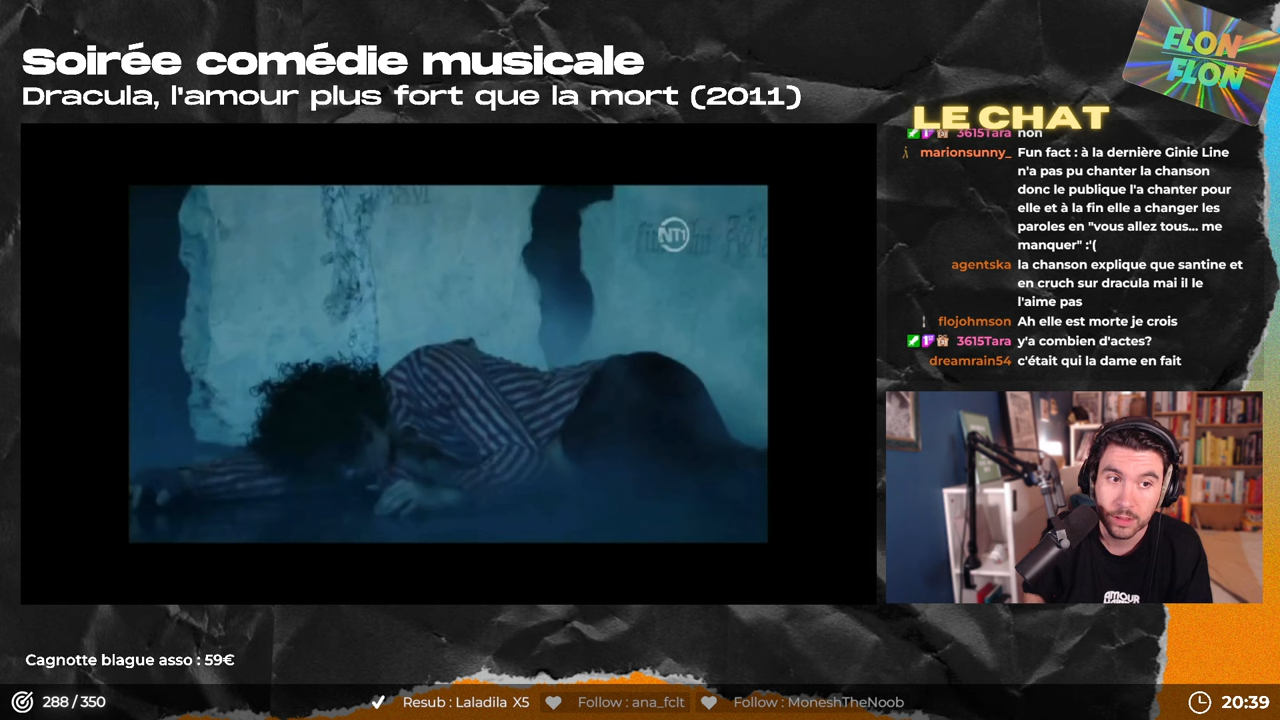 Soirée comédie musicale
Dracula, l'amour plus fort que la mort (2011)
FLON
FLON
LE CHAT
3615Tara non
marionsunny_ Fun fact : à la dernière Ginie Line
n'a pas pu chanter la chanson
donc le publique l'a chanter pour
elle et à la fin elle a changer les
paroles en "vous allez tous... me
manquer" :'(
agentska la chanson explique que santine et
en cruch sur dracula mai il le
l'aime pas
flojohmson Ah elle est morte je crois
3615Tara y'a combien d'actes?
dreamrain54 c'était qui la dame en fait
NT1
AMOUR
Cagnotte blague asso : 59€
288 / 350
Resub : Laladila X5
Follow : ana_fclt
Follow : MoneshTheNoob
20:39